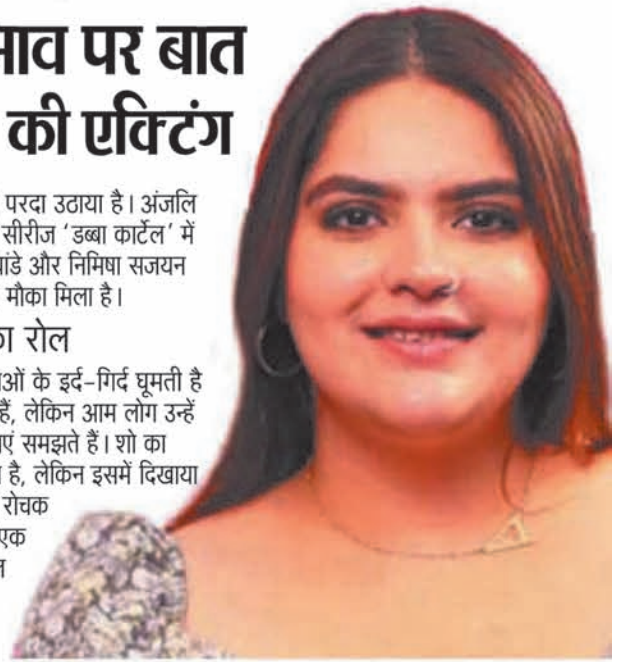 पर बात
की एक्टिंग
परदा उठाया है। अंजलि
सीरीज ‘डब्बा कार्टेल’ में
और निमिषा सजयन
मौका मिला है।
रोल
के इर्द-गिर्द घूमती है
हैं, लेकिन आम लोग उन्हें
समझते हैं। शो का
है, लेकिन इसमें दिखाया
रोचक
एक